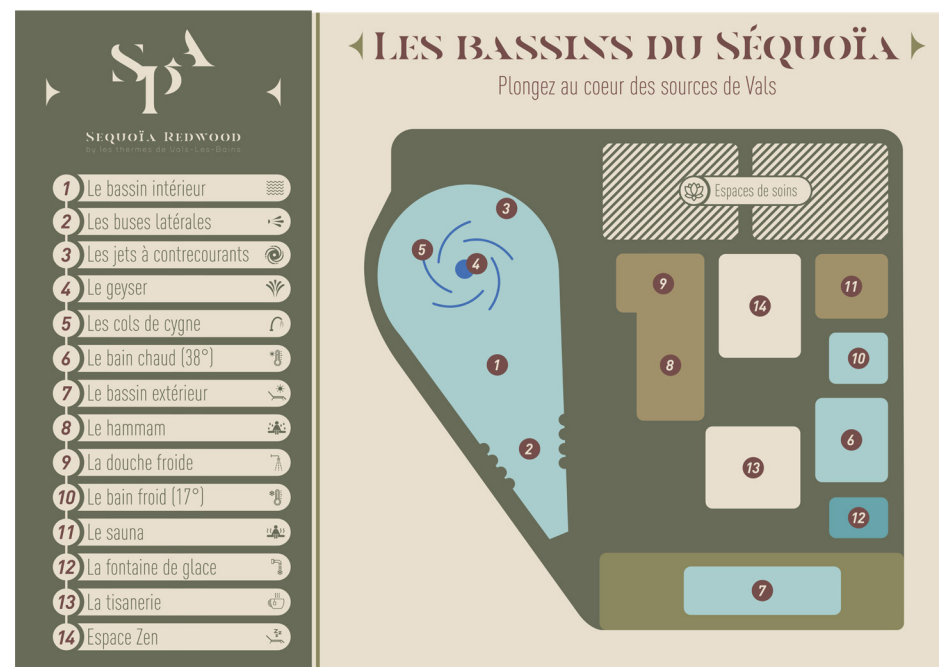 SPA
SEQUOÏA REDWOOD
by les thermes de Vals-Les-Bains
1 Le bassin intérieur
2 Les buses latérales
3 Les jets à contrecourants
4 Le geyser
5 Les cols de cygne
6 Le bain chaud (38°)
7 Le bassin extérieur
8 Le hammam
9 La douche froide
10 Le bain froid (17°)
11 Le sauna
12 La fontaine de glace
13 La tisanerie
14 Espace Zen
LES BASSINS DU SÉQUOÏA
Plongez au coeur des sources de Vals
Espaces de soins
3
5
4
9
14
11
10
1
8
6
2
13
12
7